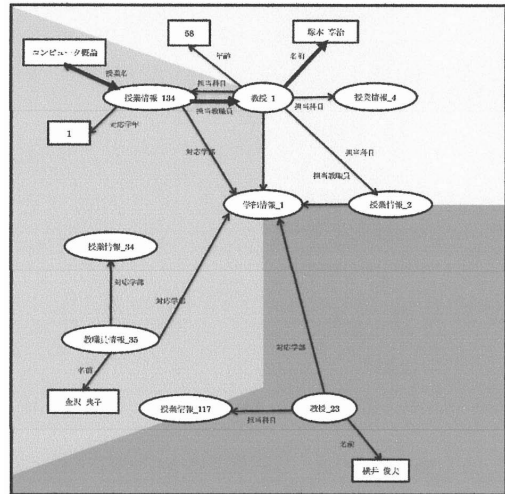 58
塚本 享治
コンピュータ概論
年齢
名前
授業名
担当科目
授業情報_134
教授_1
授業情報_4
担当教職員
担当科目
1
対応学年
対応学部
担当科目
担当教職員
学部情報_1
授業情報_2
授業情報_34
対応学部
対応学部
教職員情報_35
対応学部
名前
金沢 典子
授業情報_117
担当科目
教授_23
名前
横井 俊夫